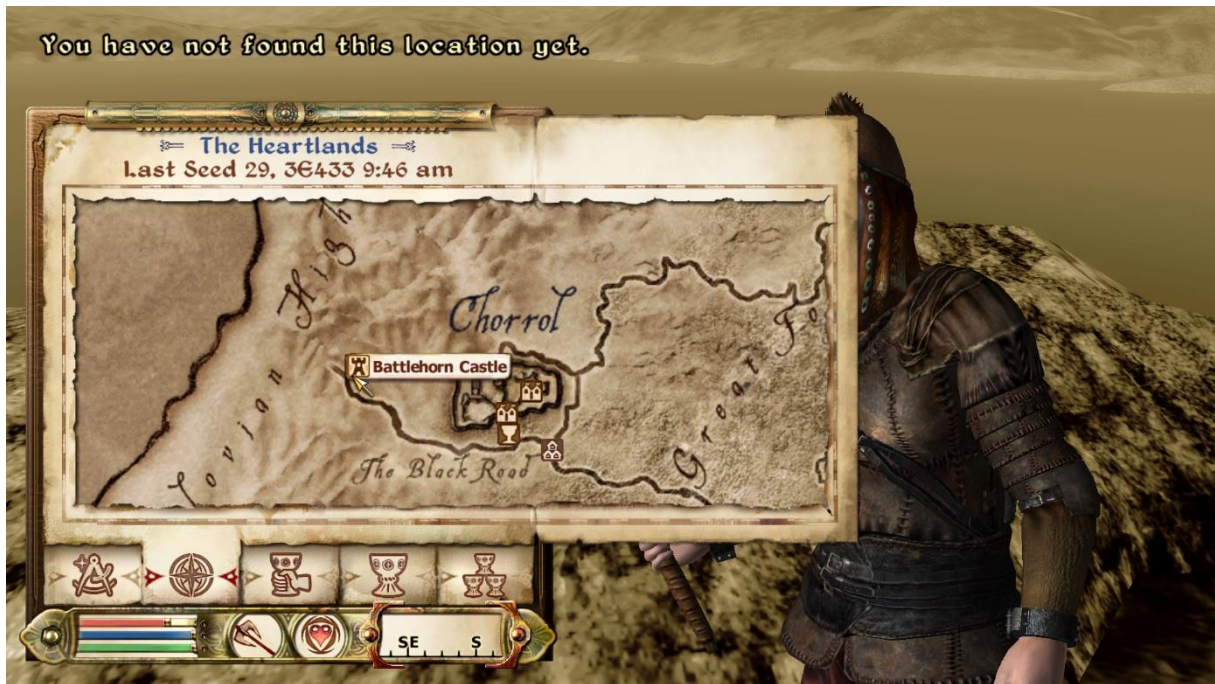 You have not found this location yet.
The Heartlands
Last Seed 29, 3E433 9:46 am
Jovian High
Chorrol
Battlehorn Castle
Great Fo
The Black Road
SE S